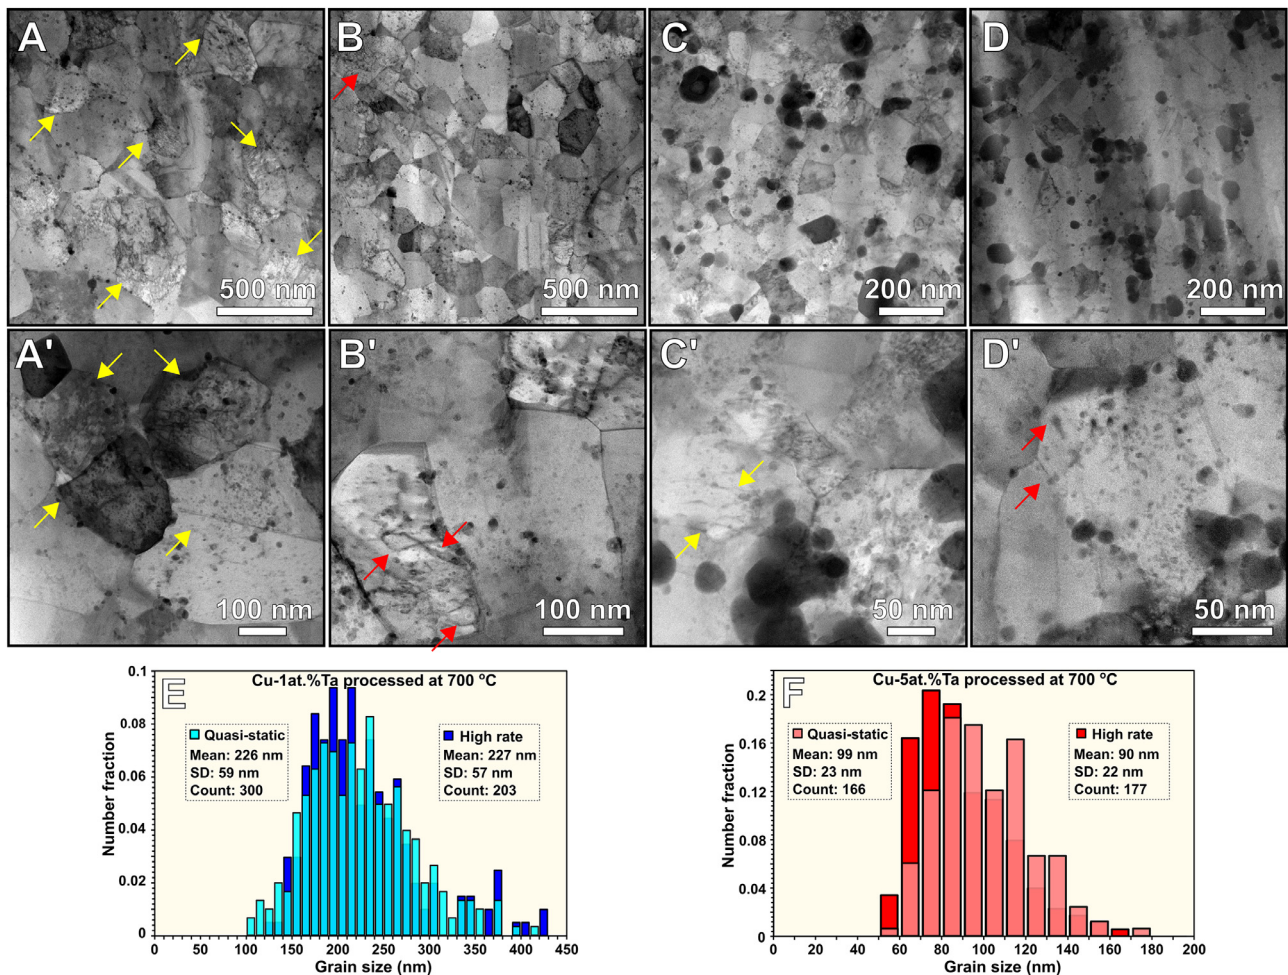 A
B
C
D
500 nm
500 nm
200 nm
200 nm
A'
B'
C'
D'
100 nm
100 nm
50 nm
50 nm
E
Cu-1at.%Ta processed at 700 °C
Quasi-static
Mean: 226 nm
SD: 59 nm
Count: 300
High rate
Mean: 227 nm
SD: 57 nm
Count: 203
Number fraction
0.1
0.08
0.06
0.04
0.02
0
0 50 100 150 200 250 300 350 400 450
Grain size (nm)
F
Cu-5at.%Ta processed at 700 °C
Quasi-static
Mean: 99 nm
SD: 23 nm
Count: 166
High rate
Mean: 90 nm
SD: 22 nm
Count: 177
Number fraction
0.2
0.16
0.12
0.08
0.04
0
0 20 40 60 80 100 120 140 160 180 200
Grain size (nm)